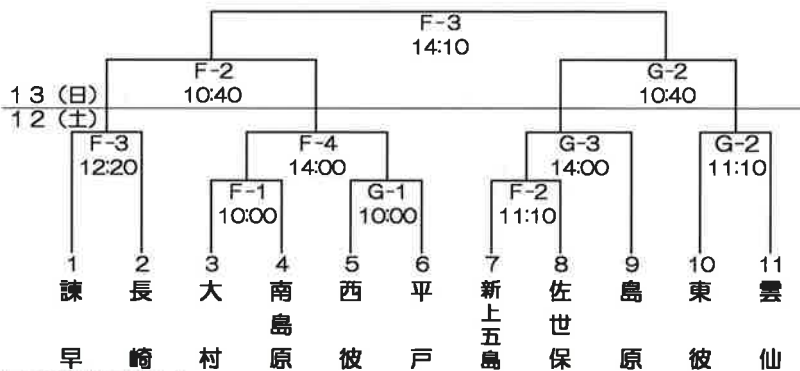 F-3
14:10
F-2
10:40
G-2
10:40
13(日)
12(土)
F-3
12:20
F-4
14:00
G-3
14:00
G-2
11:10
F-1
10:00
G-1
10:00
F-2
11:10
1 2 3 4 5 6 7 8 9 10 11
諫早
長崎
大村
南島原
西彼
平戸
新上五島
佐世保
島原
東彼
雲仙